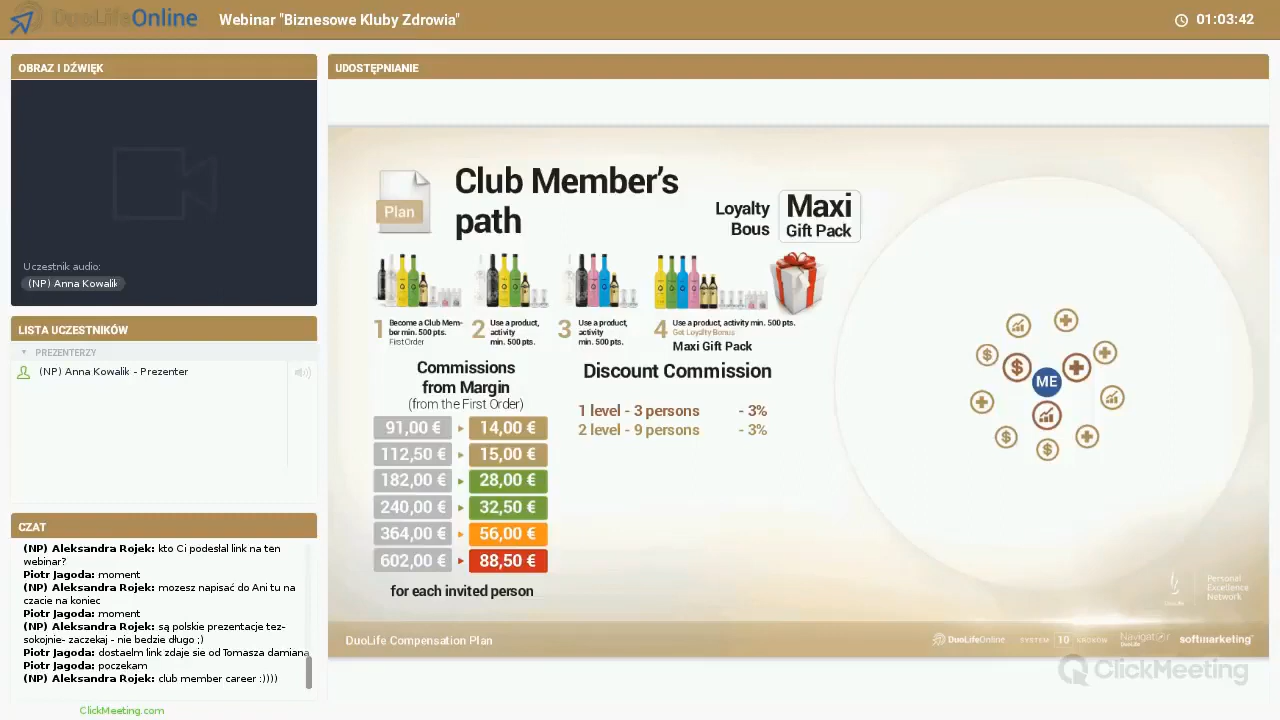 DuoLifeOnline
Webinar "Biznesowe Kluby Zdrowia"
01:03:42
OBRAZ I DŹWIĘK
Uczestnik audio:
(NP) Anna Kowalik
LISTA UCZESTNIKÓW
PREZENTERZY
(NP) Anna Kowalik - Prezenter
CZAT
(NP) Aleksandra Rojek: kto Ci podesłal link na ten
webinar?
Piotr Jagoda: moment
(NP) Aleksandra Rojek: mozesz napisać do Ani tu na
czacie na koniec
Piotr Jagoda: moment
(NP) Aleksandra Rojek: są polskie prezentacje tez-
sokojnie- zaczekaj - nie bedzie długo ;)
Piotr Jagoda: dostaelm link zdaje sie od Tomasza damiana
Piotr Jagoda: poczekam
(NP) Aleksandra Rojek: club member career :))))
ClickMeeting.com
UDOSTĘPNIANIE
Plan
Club Member's
path
Loyalty
Bous
Maxi
Gift Pack
1 Become a Club Mem-
ber min. 500 pts.
First Order
2 Use a product,
activity
min. 500 pts.
3 Use a product,
activity
min. 500 pts.
4 Use a product, activity min. 500 pts.
Get Loyalty Bonus
Maxi Gift Pack
Commissions
from Margin
(from the First Order)
91,00 € 14,00 €
112,50 € 15,00 €
182,00 € 28,00 €
240,00 € 32,50 €
364,00 € 56,00 €
602,00 € 88,50 €
for each invited person
Discount Commission
1 level - 3 persons - 3%
2 level - 9 persons - 3%
ME
Personal
Excellence
Network
DuoLife Compensation Plan
DuoLifeOnline
SYSTEM 10 KROKÓW
Navigator
DuoLife
softmarketing
ClickMeeting